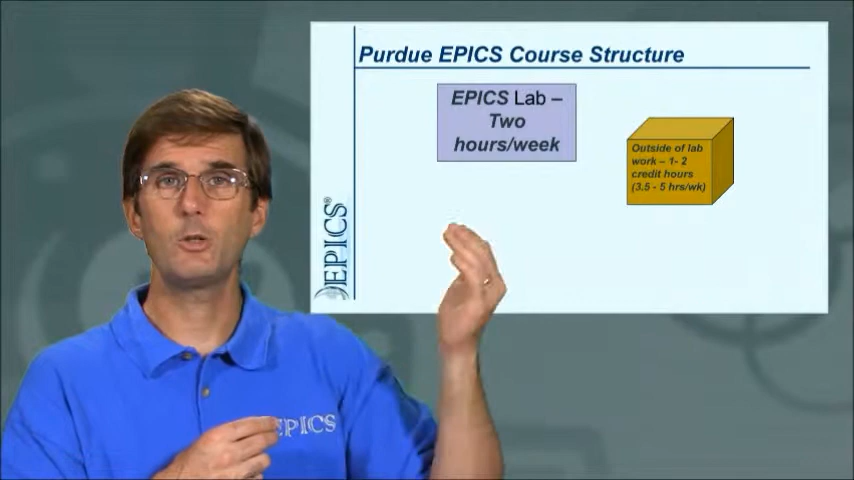 Purdue EPICS Course Structure
EPICS Lab –
Two
hours/week
Outside of lab
work – 1- 2
credit hours
(3.5 - 5 hrs/wk)
EPICS®
EPICS